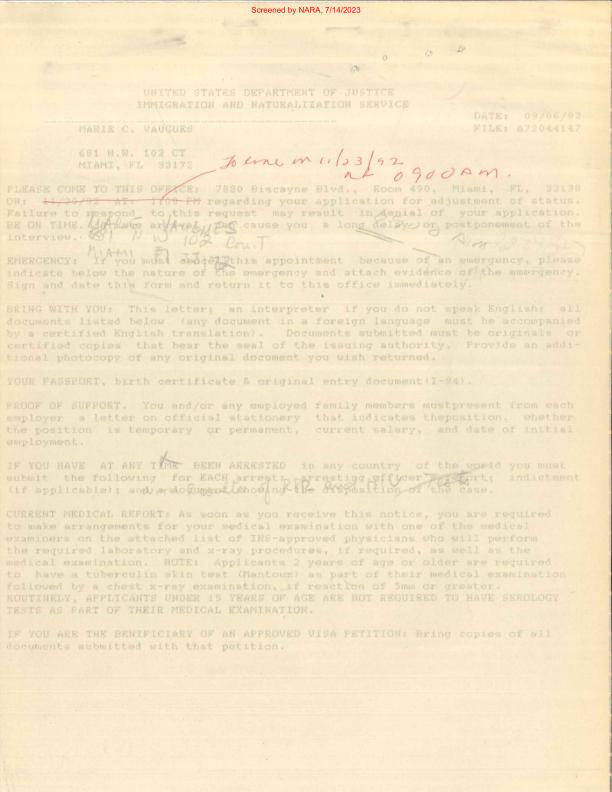 Screened by NARA, 7/14/2023
UNITED STATES DEPARTMENT OF JUSTICE
IMMIGRATION AND NATURALIZATION SERVICE
DATE: 09/06/92
MARIE C. VAUGUES
FILE: A72044147
681 N.W. 102 CT
MIAMI, FL 33172
To come on 11/23/92
at 0900 AM.
PLEASE COME TO THIS OFFICE: 7880 Biscayne Blvd., Room 490, Miami, FL, 33138
ON: 11/20/92 AT: 1:00 PM regarding your application for adjustment of status.
Failure to respond to this request may result in denial of your application.
BE ON TIME. cause you a long delay or postponement of the
interview.
N W 102 Cou.T
MIAMI Fl
EMERGENCY: If you must cancel this appointment because of an emergency, please
indicate below the nature of the emergency and attach evidence of the emergency.
Sign and date this form and return it to this office immediately.
BRING WITH YOU: This letter; an interpreter if you do not speak English; all
documents listed below (any document in a foreign language must be accompanied
by a certified English translation). Documents submitted must be originals or
certified copies that bear the seal of the issuing authority. Provide an addi-
tional photocopy of any original document you wish returned.
YOUR PASSPORT, birth certificate & original entry document(I-94).
PROOF OF SUPPORT. You and/or any employed family members mustpresent from each
employer a letter on official stationery that indicates theposition, whether
the position is temporary or permanent, current salary, and date of initial
employment.
IF YOU HAVE AT ANY TIME BEEN ARRESTED in any country of the world you must
submit the following for EACH arrest: arresting officer report; indictment
(if applicable); and disposition of the case.
results of and HIV Test
CURRENT MEDICAL REPORT: As soon as you receive this notice, you are required
to make arrangements for your medical examination with one of the medical
examiners on the attached list of INS-approved physicians who will perform
the required laboratory and x-ray procedures, if required, as well as the
medical examination. NOTE: Applicants 2 years of age or older are required
to have a tuberculin skin test (Mantoux) as part of their medical examination
followed by a chest x-ray examination, if reaction of 5mm or greater.
ROUTINELY, APPLICANTS UNDER 15 YEARS OF AGE ARE NOT REQUIRED TO HAVE SEROLOGY
TESTS AS PART OF THEIR MEDICAL EXAMINATION.
IF YOU ARE THE BENIFICIARY OF AN APPROVED VISA PETITION: Bring copies of all
documents submitted with that petition.